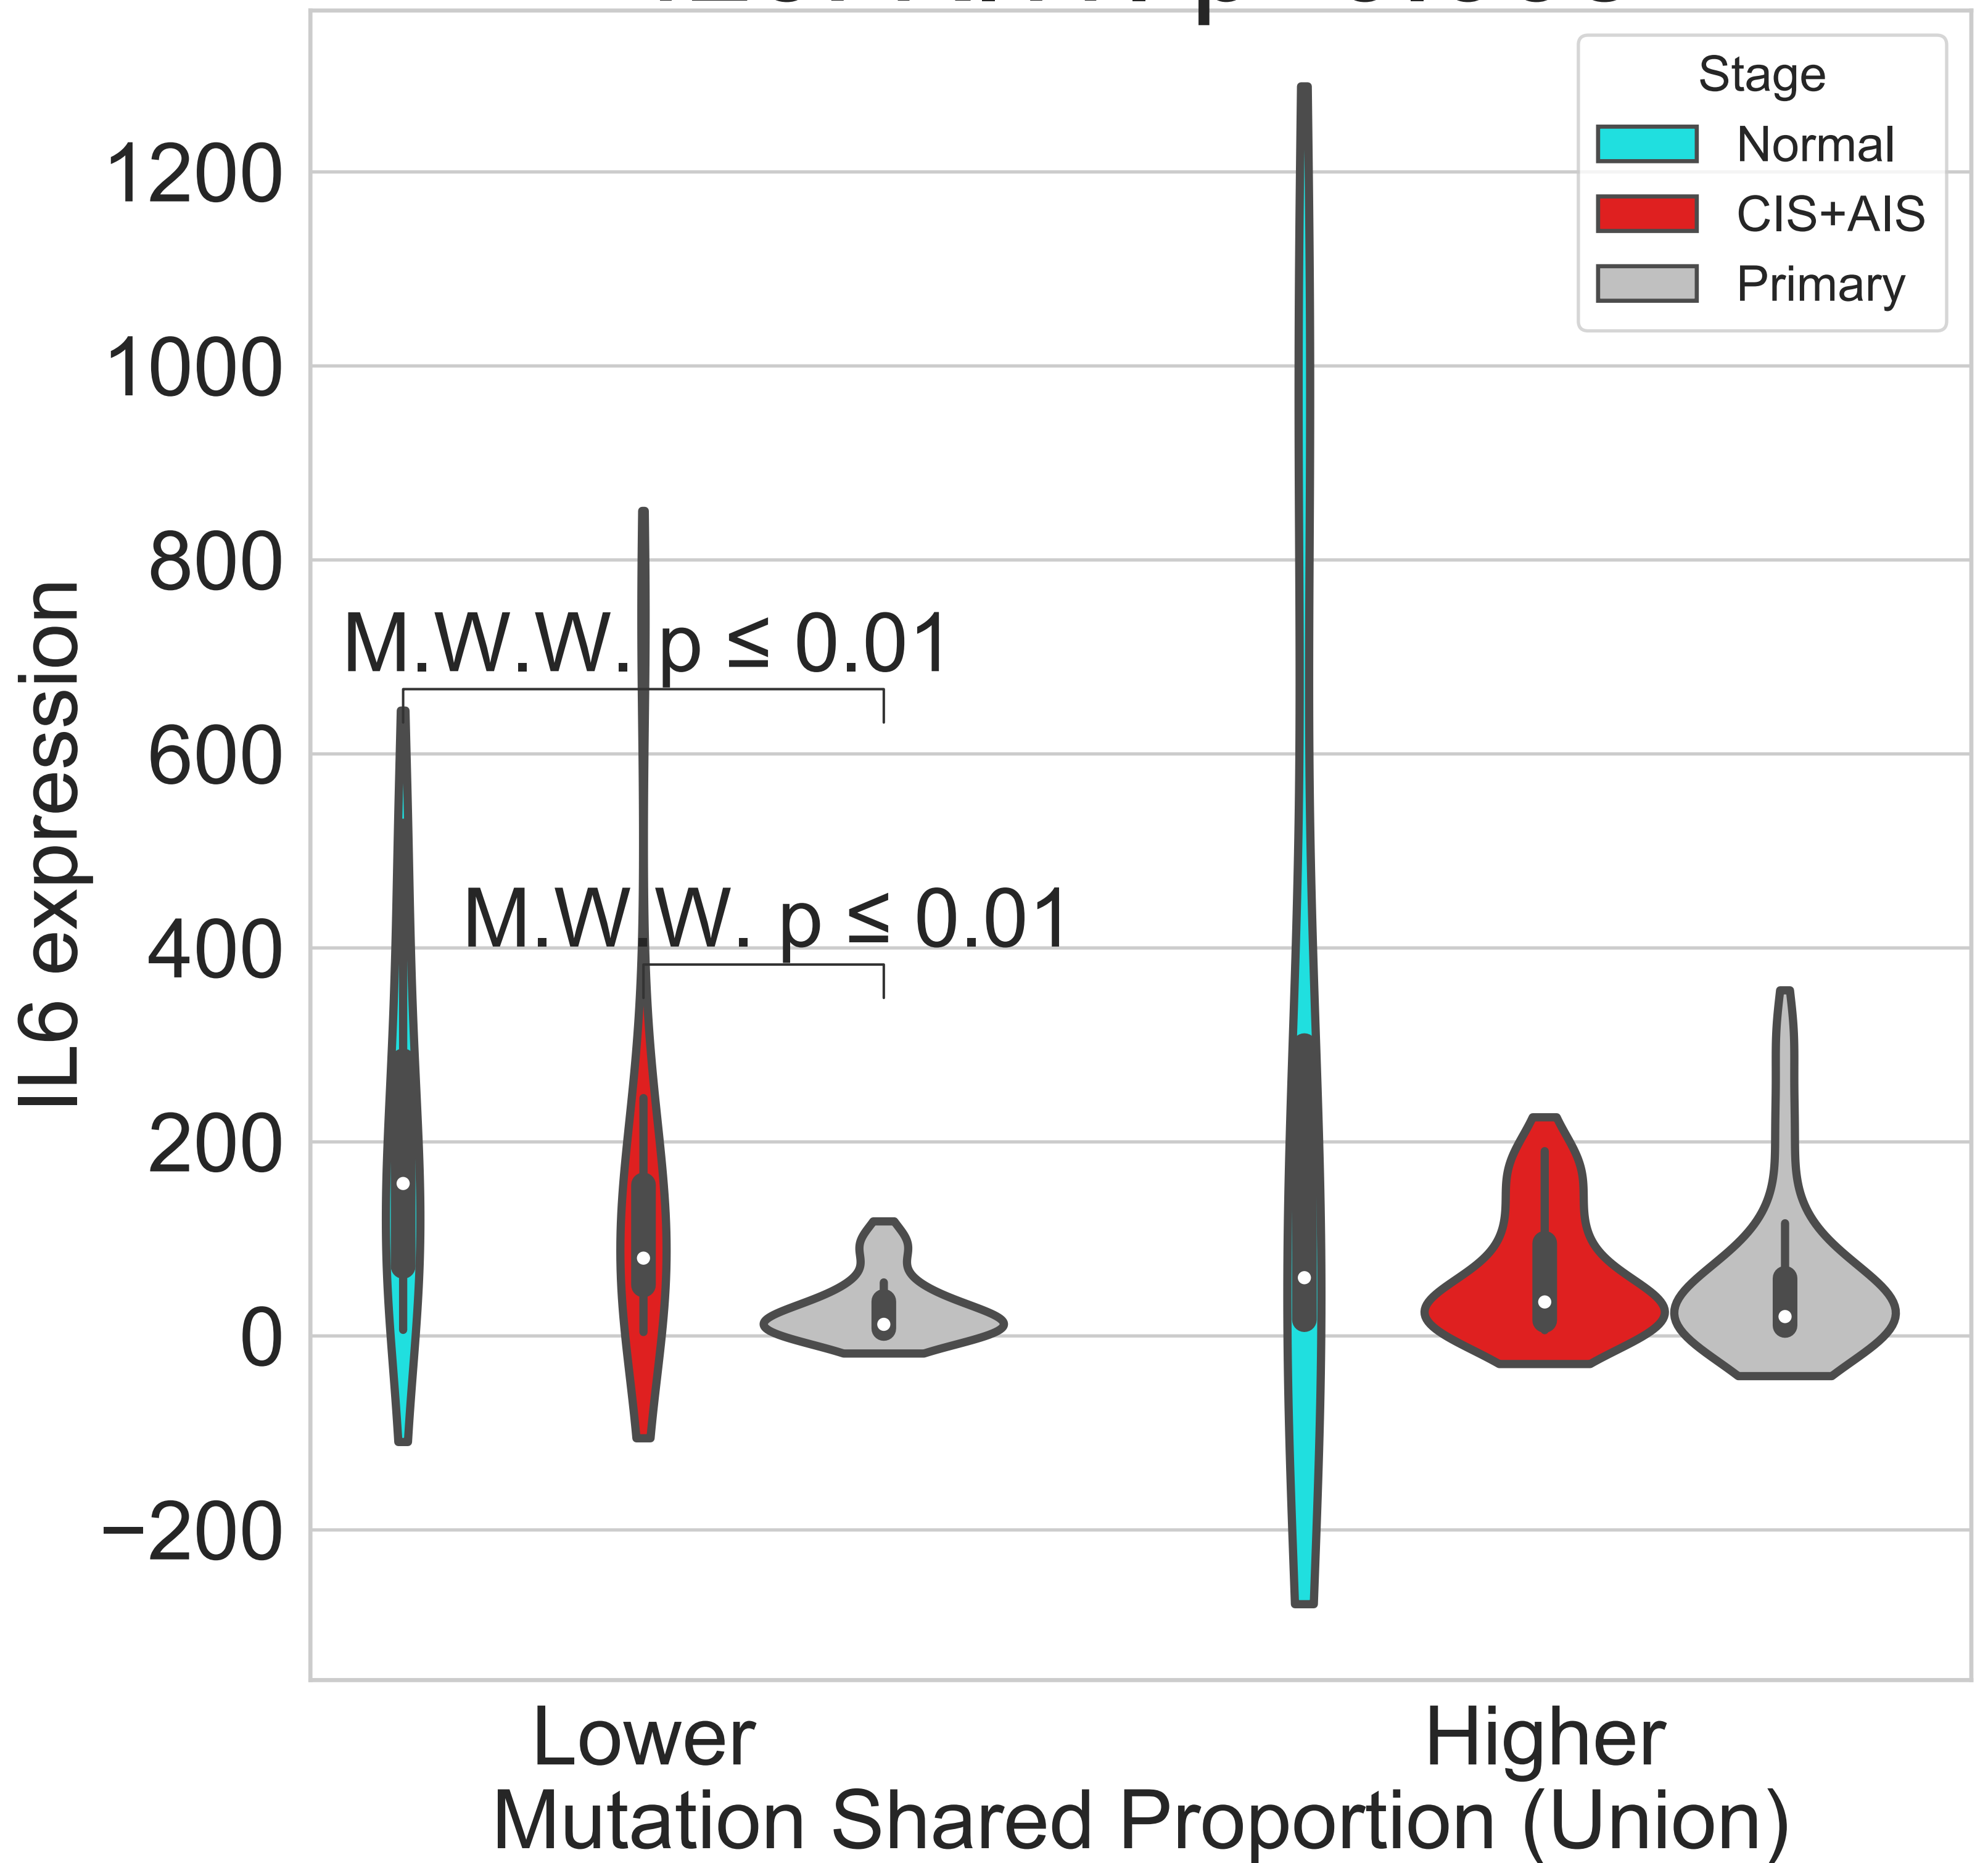 Stage
Normal
CIS+AIS
Primary
1200
1000
800
600
400
200
0
−200
IL6 expression
M.W.W. p ≤ 0.01
M.W.W. p ≤ 0.01
Lower
Higher
Mutation Shared Proportion (Union)